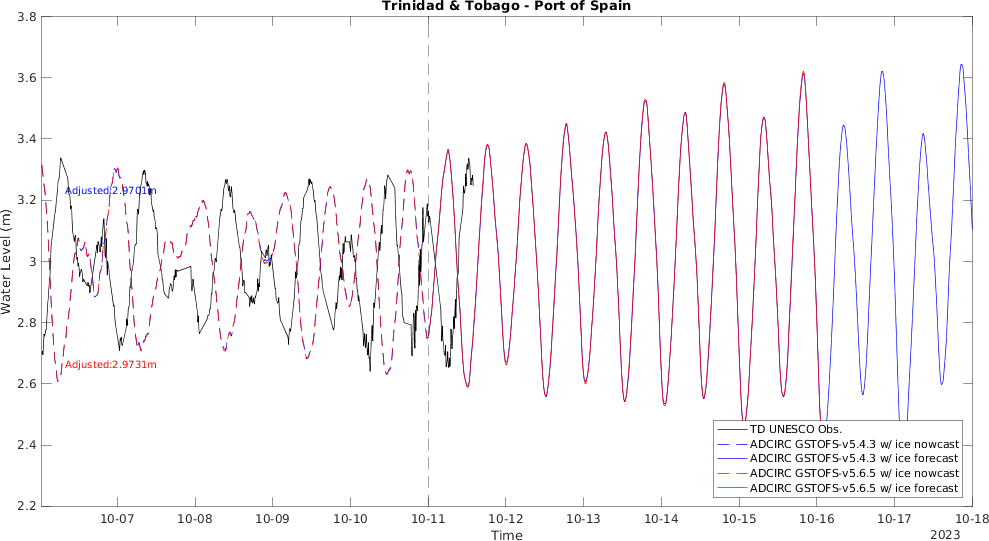 Trinidad & Tobago - Port of Spain
3.8
3.6
3.4
3.2
3
2.8
2.6
2.4
2.2
Water Level (m)
Adjusted:2.9701m
Adjusted:2.9731m
TD UNESCO Obs.
ADCIRC GSTOFS-v5.4.3 w/ ice nowcast
ADCIRC GSTOFS-v5.4.3 w/ ice forecast
ADCIRC GSTOFS-v5.6.5 w/ ice nowcast
ADCIRC GSTOFS-v5.6.5 w/ ice forecast
10-07 10-08 10-09 10-10 10-11 10-12 10-13 10-14 10-15 10-16 10-17 10-18
Time
2023